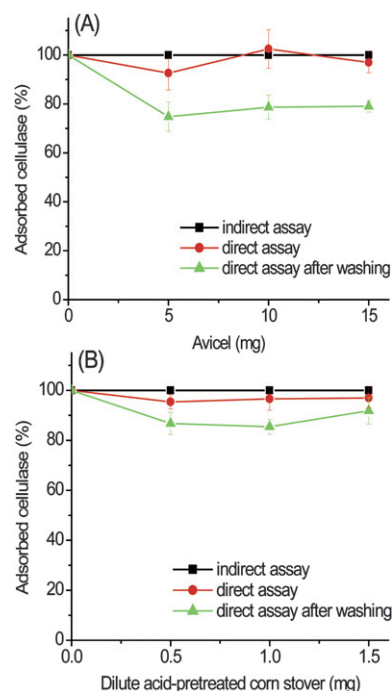 (A)
Adsorbed cellulase (%)
100
80
60
40
20
0
indirect assay
direct assay
direct assay after washing
0 5 10 15
Avicel (mg)
(B)
Adsorbed cellulase (%)
100
80
60
40
20
0
indirect assay
direct assay
direct assay after washing
0.0 0.5 1.0 1.5
Dilute acid-pretreated corn stover (mg)